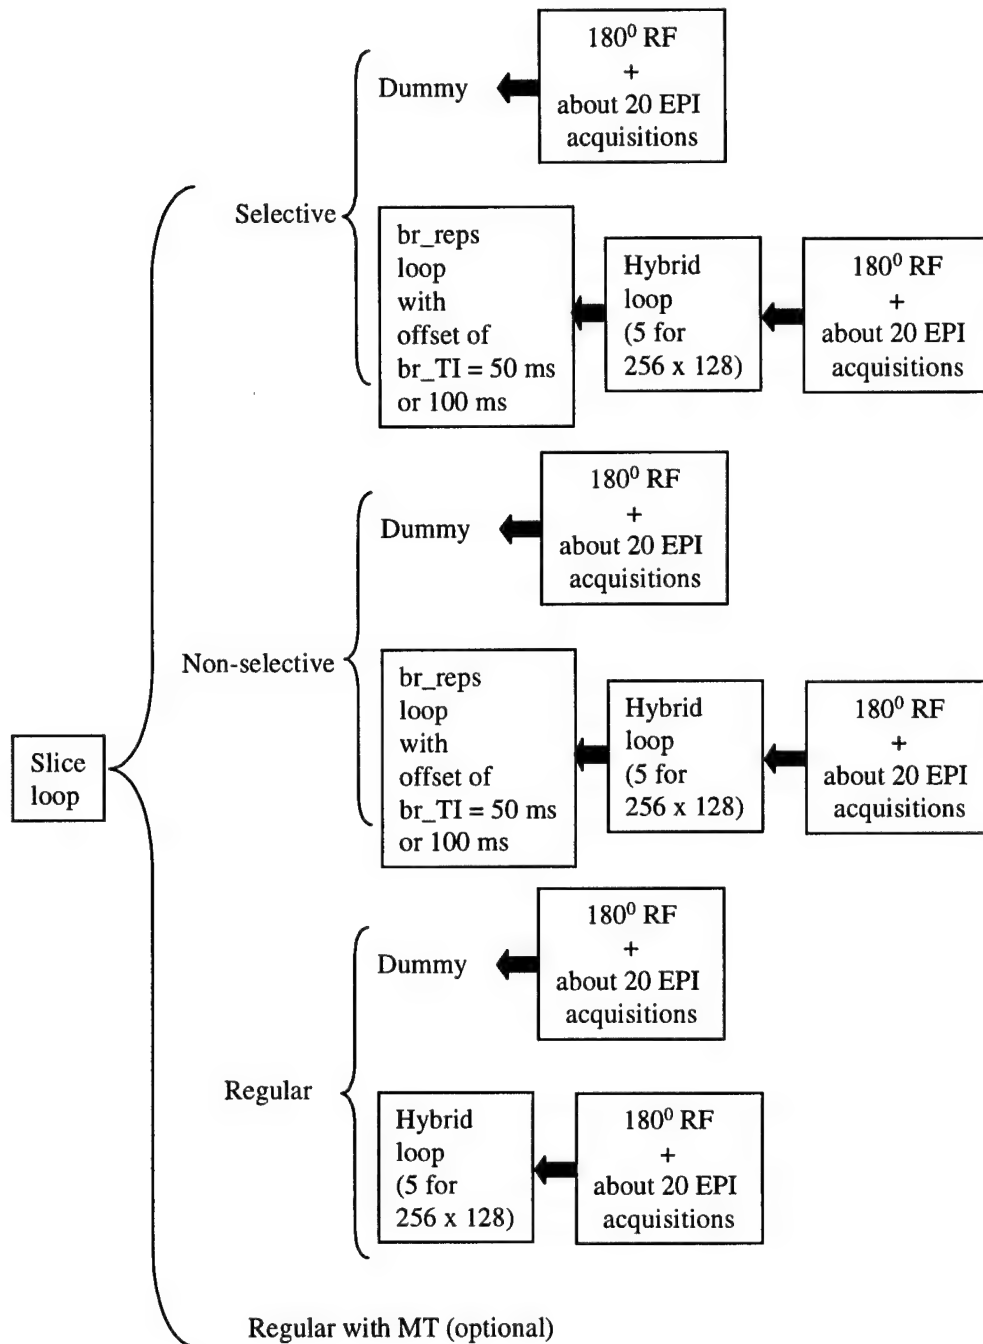 180⁰ RF
+
about 20 EPI
acquisitions
Dummy
Selective
br_reps
loop
with
offset of
br_TI = 50 ms
or 100 ms
Hybrid
loop
(5 for
256 x 128)
180⁰ RF
+
about 20 EPI
acquisitions
180⁰ RF
+
about 20 EPI
acquisitions
Dummy
Non-selective
br_reps
loop
with
offset of
br_TI = 50 ms
or 100 ms
Hybrid
loop
(5 for
256 x 128)
180⁰ RF
+
about 20 EPI
acquisitions
Slice
loop
180⁰ RF
+
about 20 EPI
acquisitions
Dummy
Regular
Hybrid
loop
(5 for
256 x 128)
180⁰ RF
+
about 20 EPI
acquisitions
Regular with MT (optional)